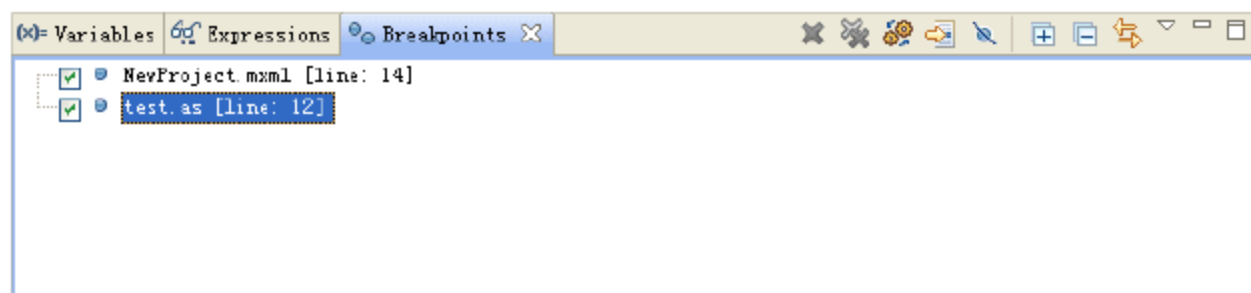 (x)= Variables Expressions Breakpoints
NewProject.mxml [line: 14]
test.as [line: 12]